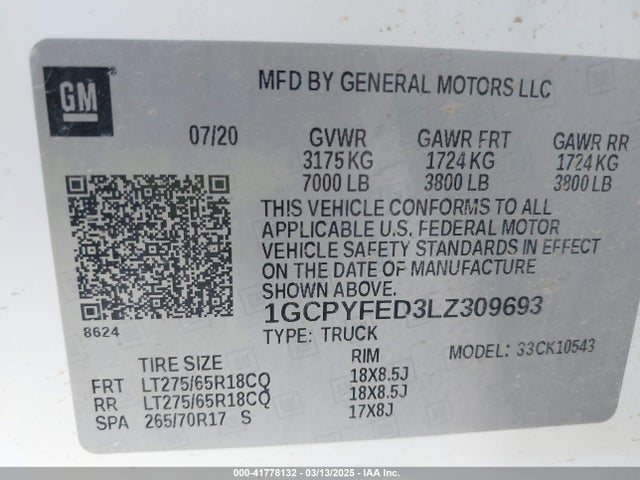 GM
MFD BY GENERAL MOTORS LLC
07/20 GVWR GAWR FRT GAWR RR
3175 KG 1724 KG 1724 KG
7000 LB 3800 LB 3800 LB
THIS VEHICLE CONFORMS TO ALL
APPLICABLE U.S. FEDERAL MOTOR
VEHICLE SAFETY STANDARDS IN EFFECT
ON THE DATE OF MANUFACTURE
SHOWN ABOVE.
8624
1GCPYFED3LZ309693
TYPE: TRUCK
MODEL: 33CK10543
TIRE SIZE RIM
FRT LT275/65R18CQ 18X8.5J
RR LT275/65R18CQ 18X8.5J
SPA 265/70R17 S 17X8J
000-41778132 - 03/13/2025 - IAA Inc.